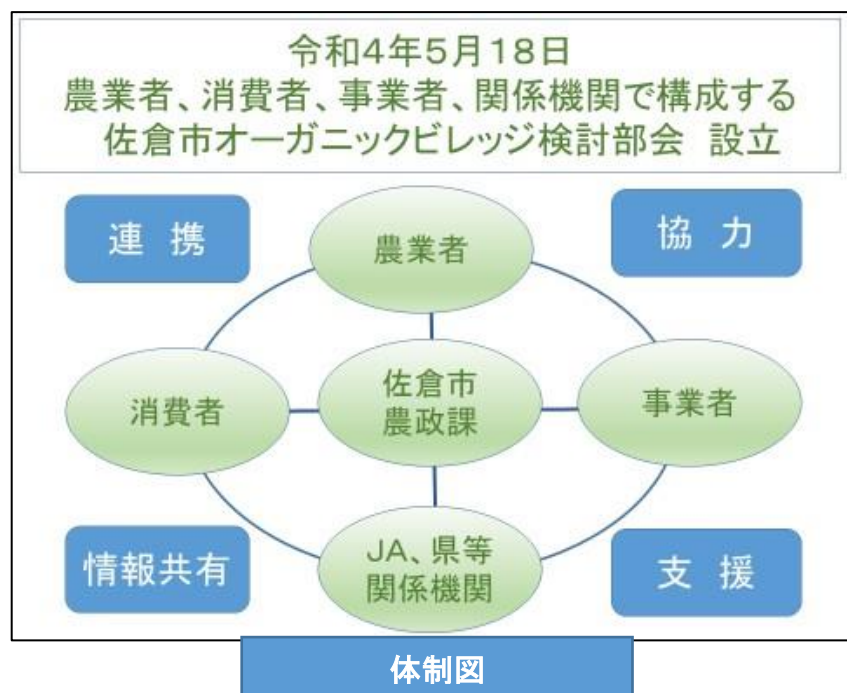 令和4年5月18日
農業者、消費者、事業者、関係機関で構成する
佐倉市オーガニックビレッジ検討部会 設立
連 携
農業者
協 力
消費者
佐倉市
農政課
事業者
情報共有
JA、県等
関係機関
支 援
体制図